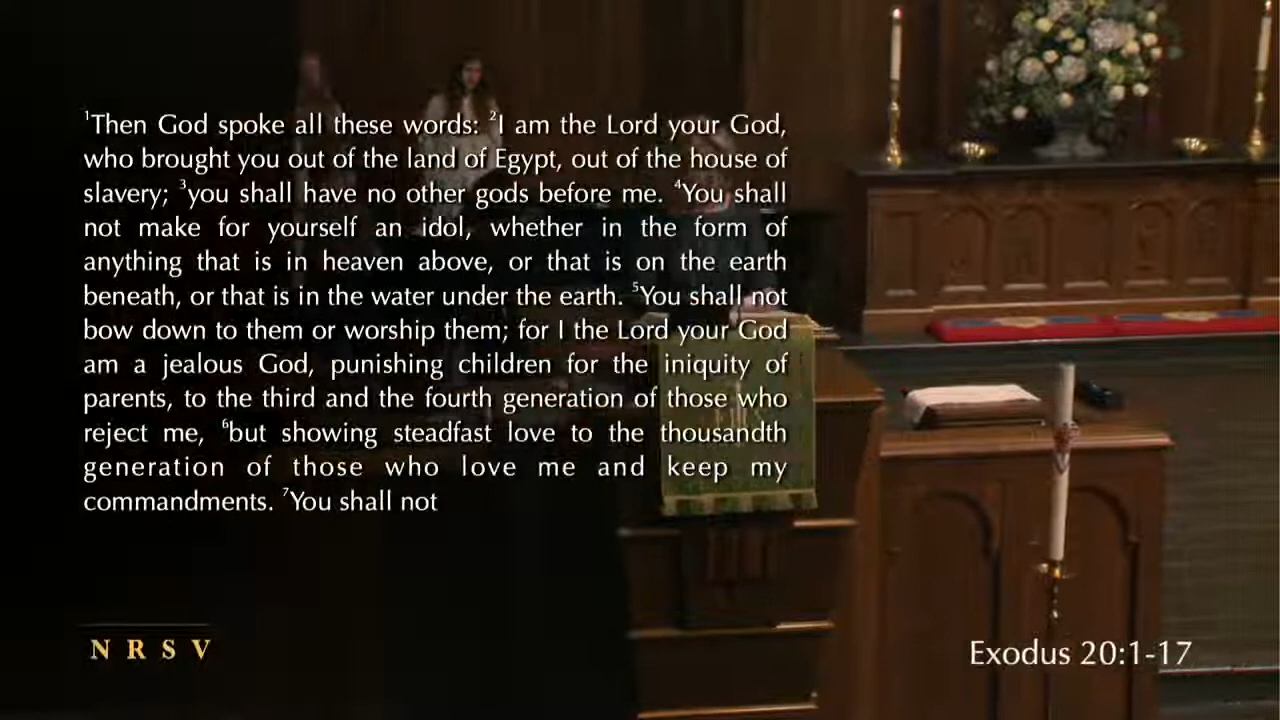 ¹Then God spoke all these words: ²I am the Lord your God,
who brought you out of the land of Egypt, out of the house of
slavery; ³you shall have no other gods before me. ⁴You shall
not make for yourself an idol, whether in the form of
anything that is in heaven above, or that is on the earth
beneath, or that is in the water under the earth. ⁵You shall not
bow down to them or worship them; for I the Lord your God
am a jealous God, punishing children for the iniquity of
parents, to the third and the fourth generation of those who
reject me, ⁶but showing steadfast love to the thousandth
generation of those who love me and keep my
commandments. ⁷You shall not
NRSV
Exodus 20:1-17